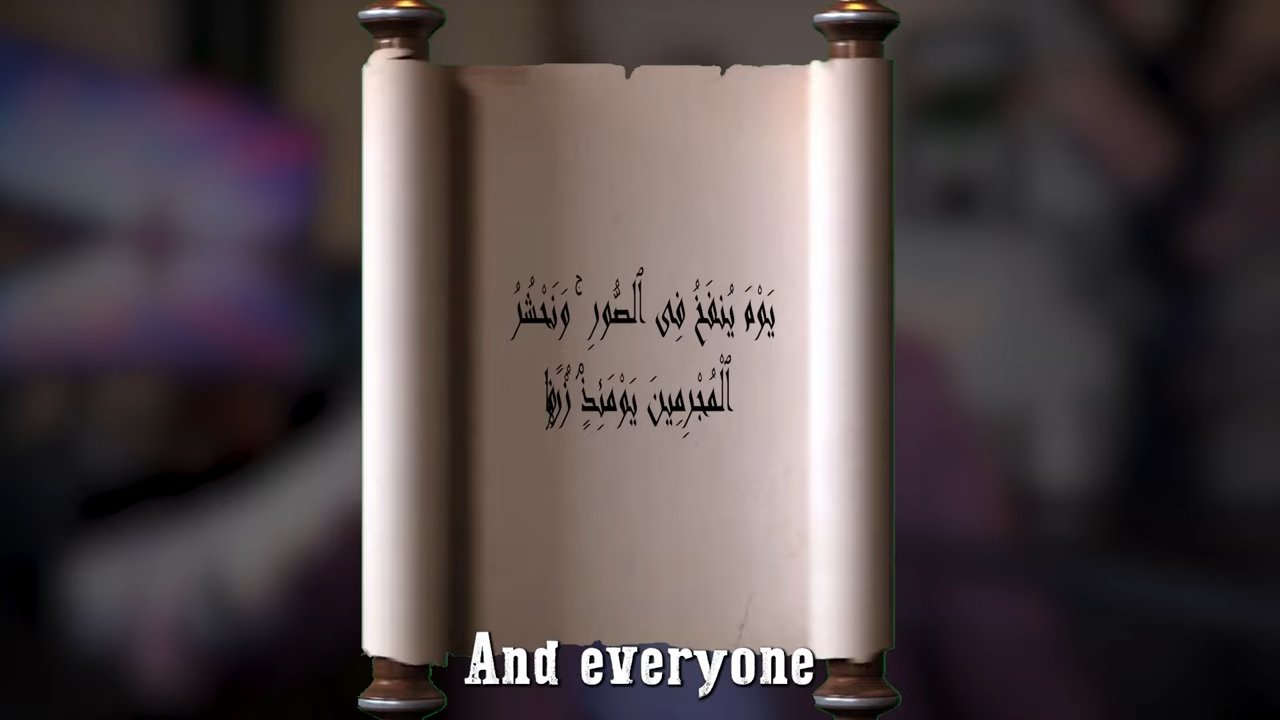 يَوْمَ يُنفَخُ فِى ٱلصُّورِ ۚ وَنَحْشُرُ
ٱلْمُجْرِمِينَ يَوْمَئِذٍۢ زُرْقًا
And everyone